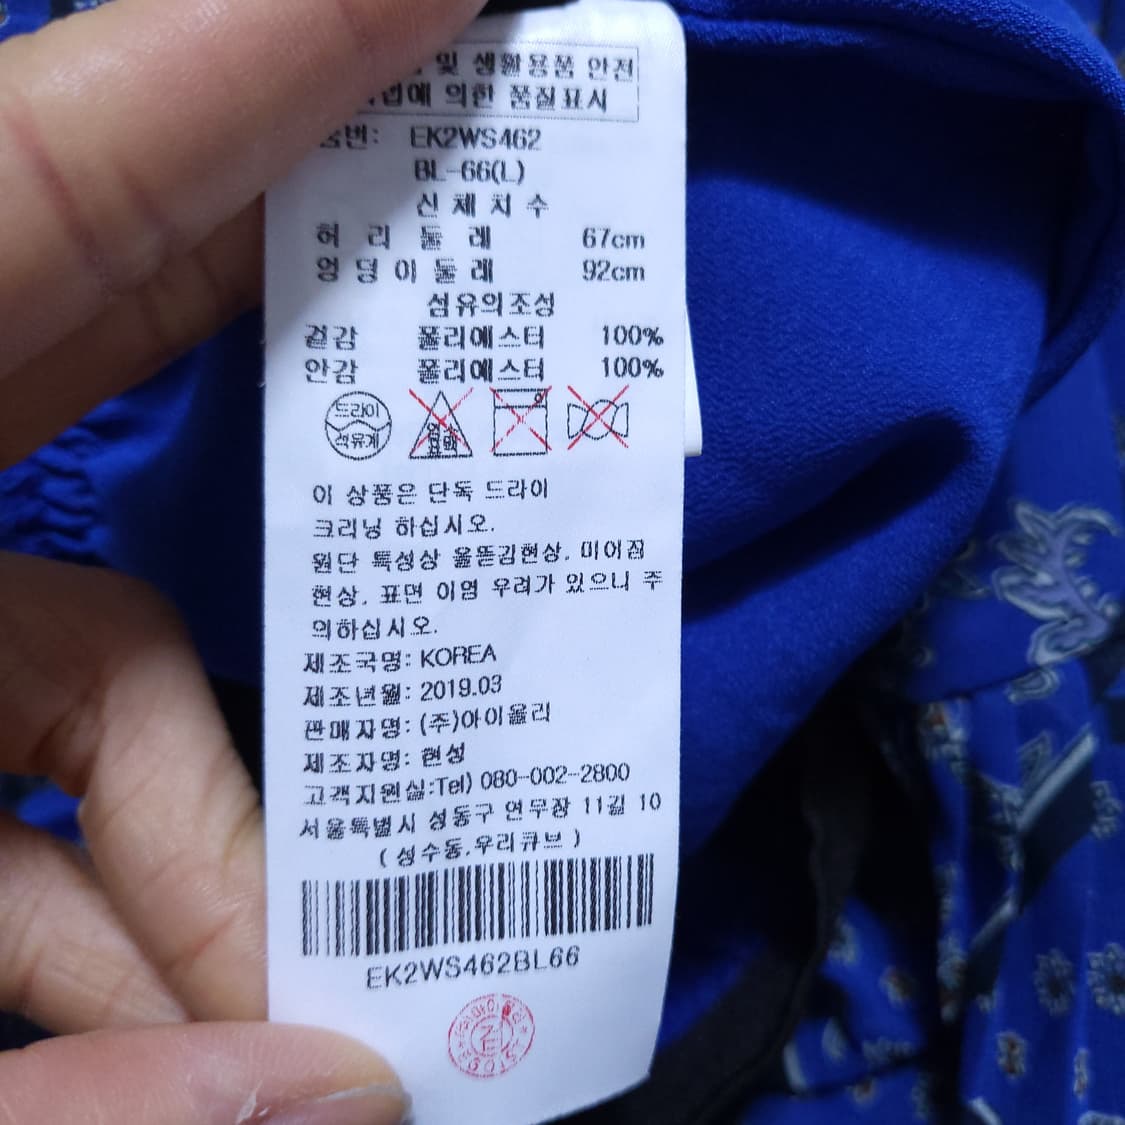 및 생활용품 안전
법에 의한 품질표시
품번: EK2WS462
BL-66(L)
신체치수
허리둘레 67cm
엉덩이둘레 92cm
섬유의조성
겉감 폴리에스터 100%
안감 폴리에스터 100%
드라이
석유계
염소
표백
이 상품은 단독 드라이
크리닝 하십시오.
원단 특성상 올뜯김현상, 미어짐
현상, 표면 이염 우려가 있으니 주
의하십시오.
제조국명: KOREA
제조년월: 2019.03
판매자명: (주)아이올리
제조자명: 현성
고객지원실:Tel) 080-002-2800
서울특별시 성동구 연무장 11길 10
(성수동,우리큐브)
EK2WS462BL66